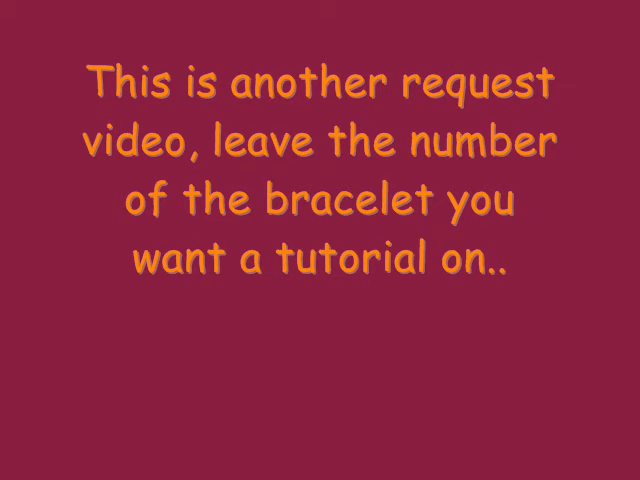 This is another request
video, leave the number
of the bracelet you
want a tutorial on..